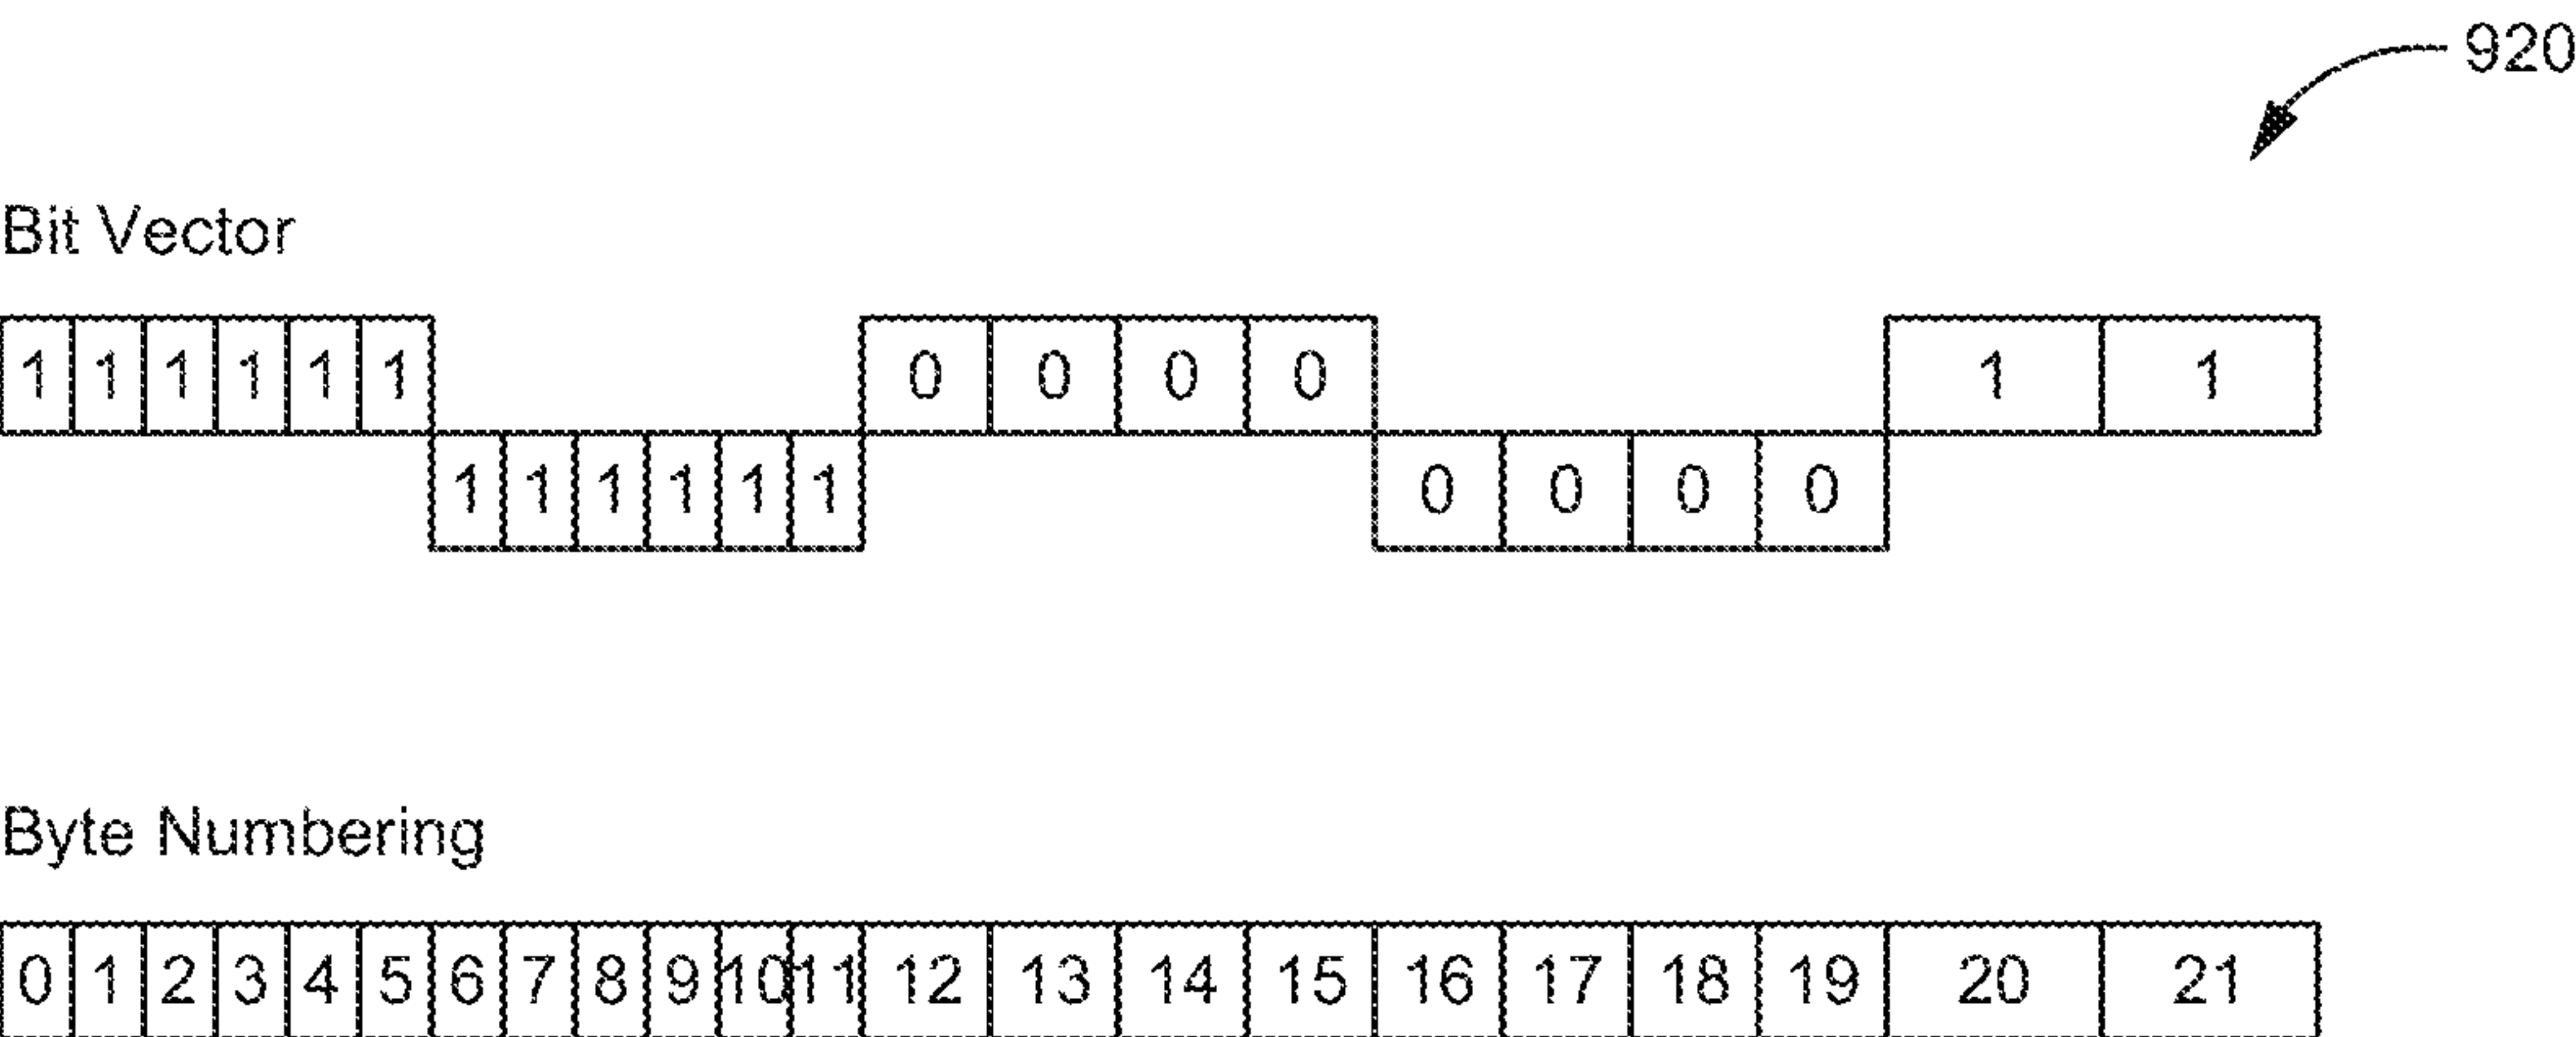 920
Bit Vector
1 1 1 1 1 1 0 0 0 0 1 1
1 1 1 1 1 1 0 0 0 0
Byte Numbering
0 1 2 3 4 5 6 7 8 9 10 11 12 13 14 15 16 17 18 19 20 21